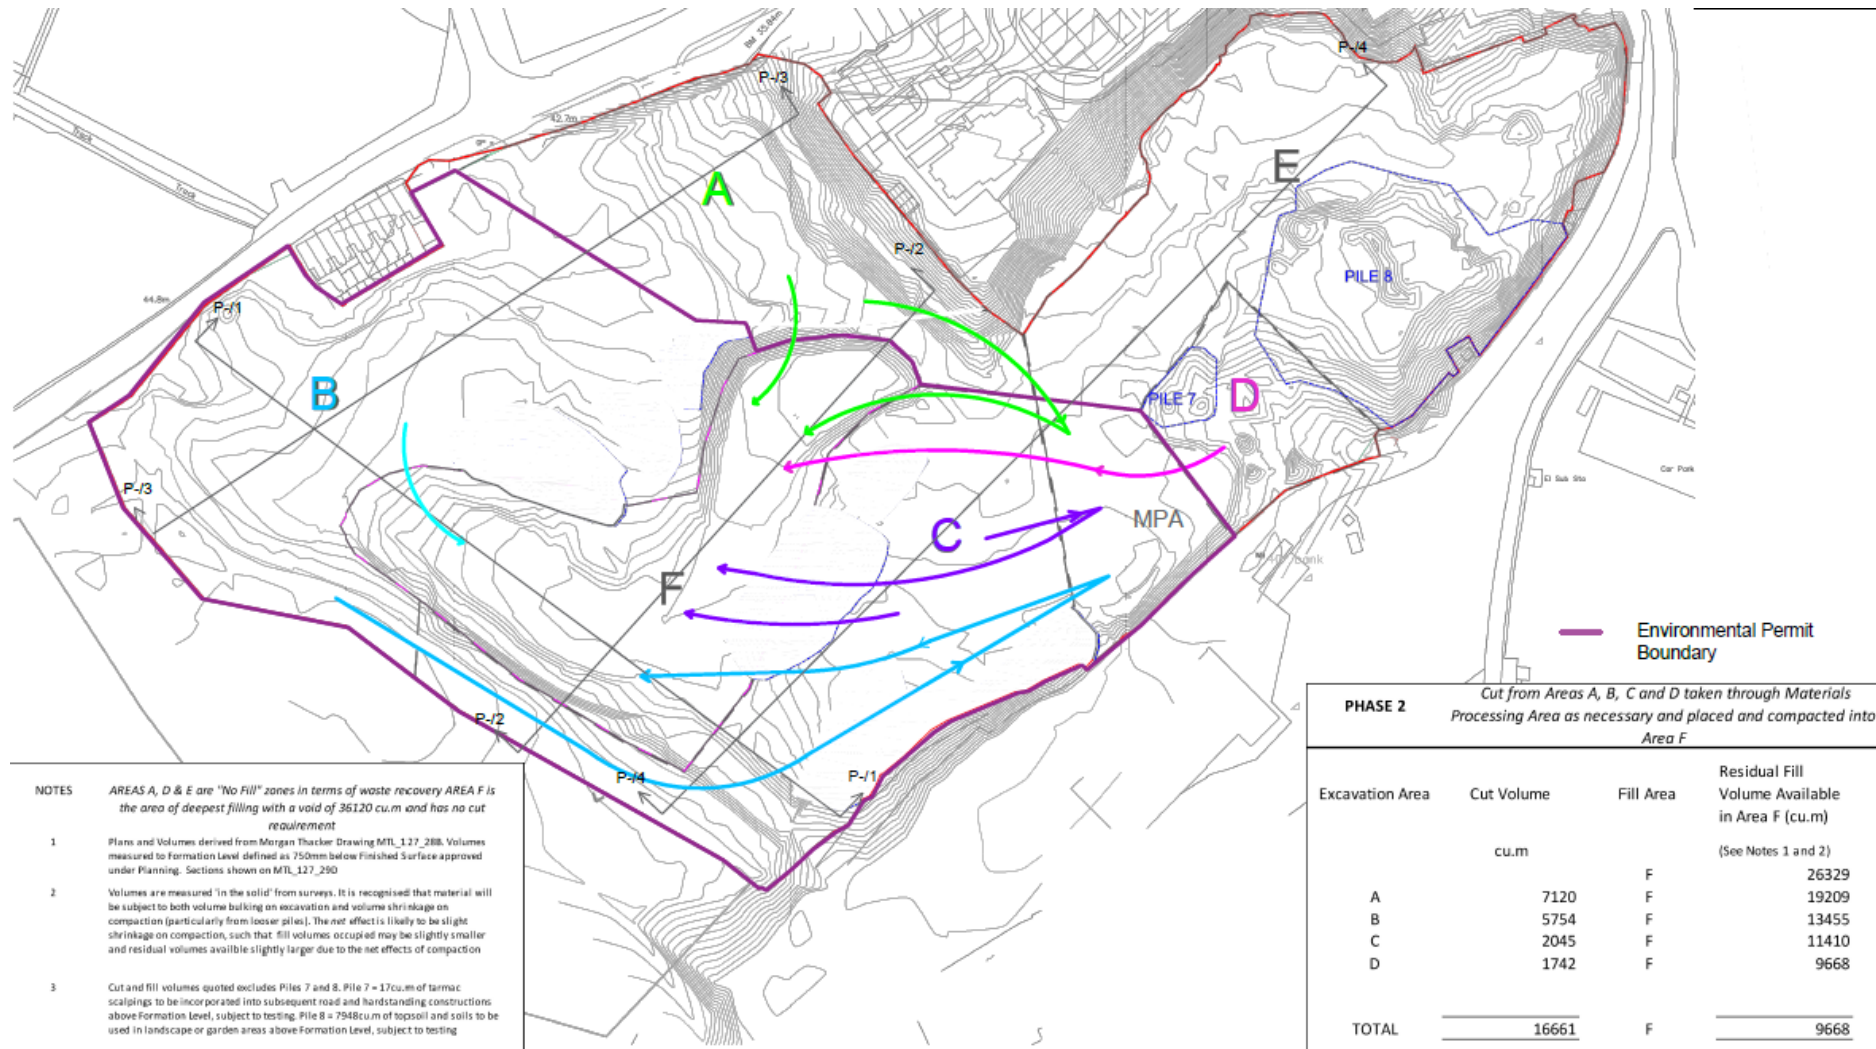 BM 35.84m
P-/4
P-/3
Track
42.7m
Track
E
A
P-/2
PILE 8
44.8m
P-/1
B
PILE 7
D
Car Park
P-/3
El Sub Sta
MPA
C
F
Environmental Permit
Boundary
P-/2
P-/4
P-/1
NOTES
AREAS A, D & E are "No Fill" zones in terms of waste recovery AREA F is
the area of deepest filling with a void of 36120 cu.m and has no cut
requirement
1
Plans and Volumes derived from Morgan Thacker Drawing MTL_127_28B. Volumes
measured to Formation Level defined as 750mm below Finished Surface approved
under Planning. Sections shown on MTL_127_29D
2
Volumes are measured 'in the solid' from surveys. It is recognised that material will
be subject to both volume bulking on excavation and volume shrinkage on
compaction (particularly from looser piles). The net effect is likely to be slight
shrinkage on compaction, such that fill volumes occupied may be slightly smaller
and residual volumes availble slightly larger due to the net effects of compaction
3
Cut and fill volumes quoted excludes Piles 7 and 8. Pile 7 = 17cu.m of tarmac
scalpings to be incorporated into subsequent road and hardstanding constructions
above Formation Level, subject to testing. Pile 8 = 7948cu.m of topsoil and soils to be
used in landscape or garden areas above Formation Level, subject to testing
PHASE 2
Cut from Areas A, B, C and D taken through Materials
Processing Area as necessary and placed and compacted into
Area F
Excavation Area Cut Volume Fill Area Residual Fill
Volume Available
in Area F (cu.m)
cu.m (See Notes 1 and 2)
F 26329
A 7120 F 19209
B 5754 F 13455
C 2045 F 11410
D 1742 F 9668
TOTAL 16661 F 9668